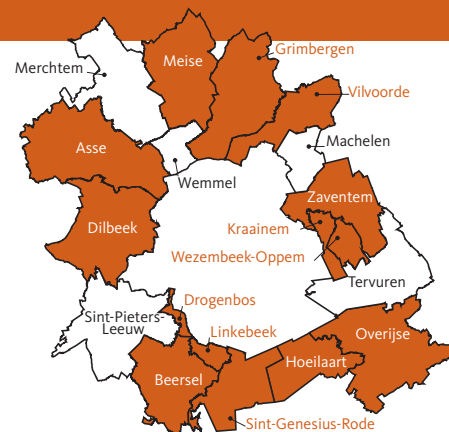 Grimbergen
Meise
Merchtem
Vilvoorde
Asse
Machelen
Wemmel
Zaventem
Dilbeek
Kraainem
Wezembeek-Oppem
Tervuren
Drogenbos
Sint-Pieters-
Leeuw
Linkebeek
Overijse
Hoeilaart
Beersel
Sint-Genesius-Rode